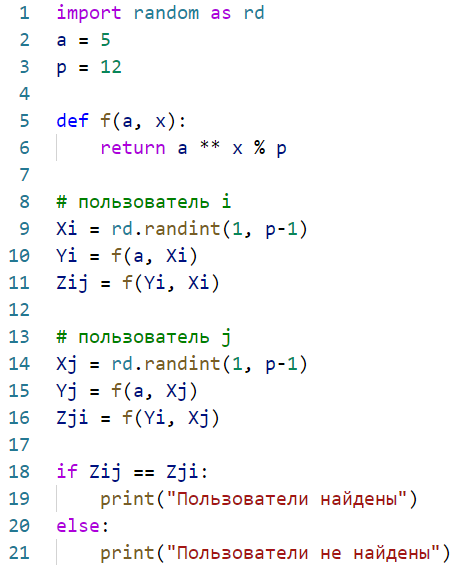 1 import random as rd
2 a = 5
3 p = 12
4
5 def f(a, x):
6     return a ** x % p
7
8 # пользователь i
9 Xi = rd.randint(1, p-1)
10 Yi = f(a, Xi)
11 Zij = f(Yi, Xi)
12
13 # пользователь j
14 Xj = rd.randint(1, p-1)
15 Yj = f(a, Xj)
16 Zji = f(Yi, Xj)
17
18 if Zij == Zji:
19     print("Пользователи найдены")
20 else:
21     print("Пользователи не найдены")